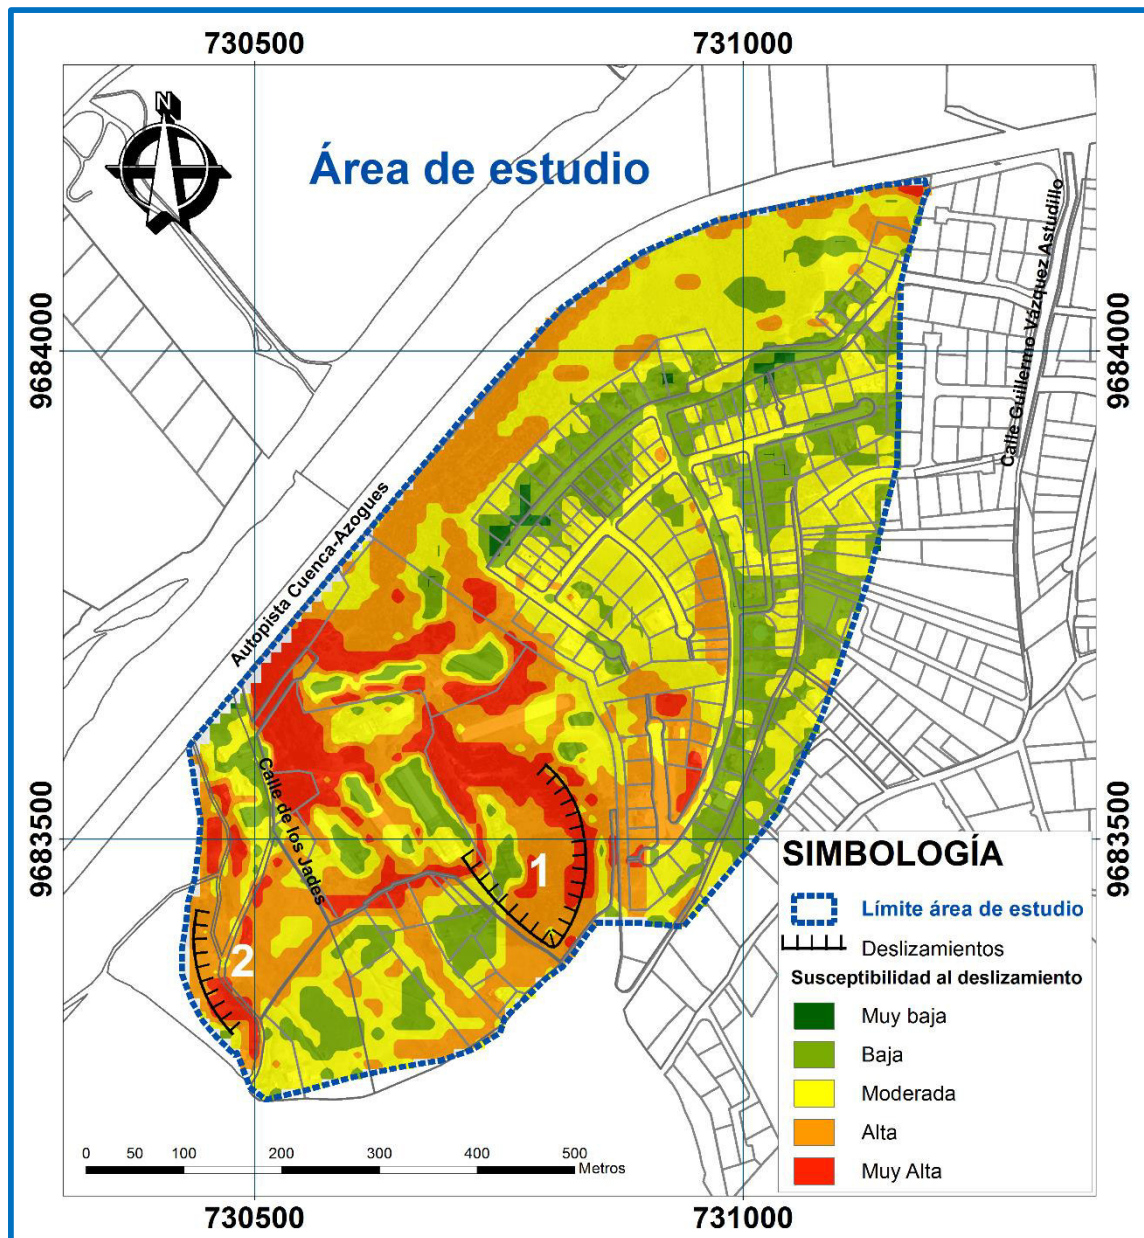 730500
731000
N
Área de estudio
9684000
9684000
Calle Guillermo Vázquez Astudillo
Autopista Cuenca-Azogues
Calle de los Jades
9683500
9683500
1
2
SIMBOLOGÍA
Límite área de estudio
Deslizamientos
Susceptibilidad al deslizamiento
Muy baja
Baja
Moderada
Alta
Muy Alta
0 50 100 200 300 400 500
Metros
730500
731000